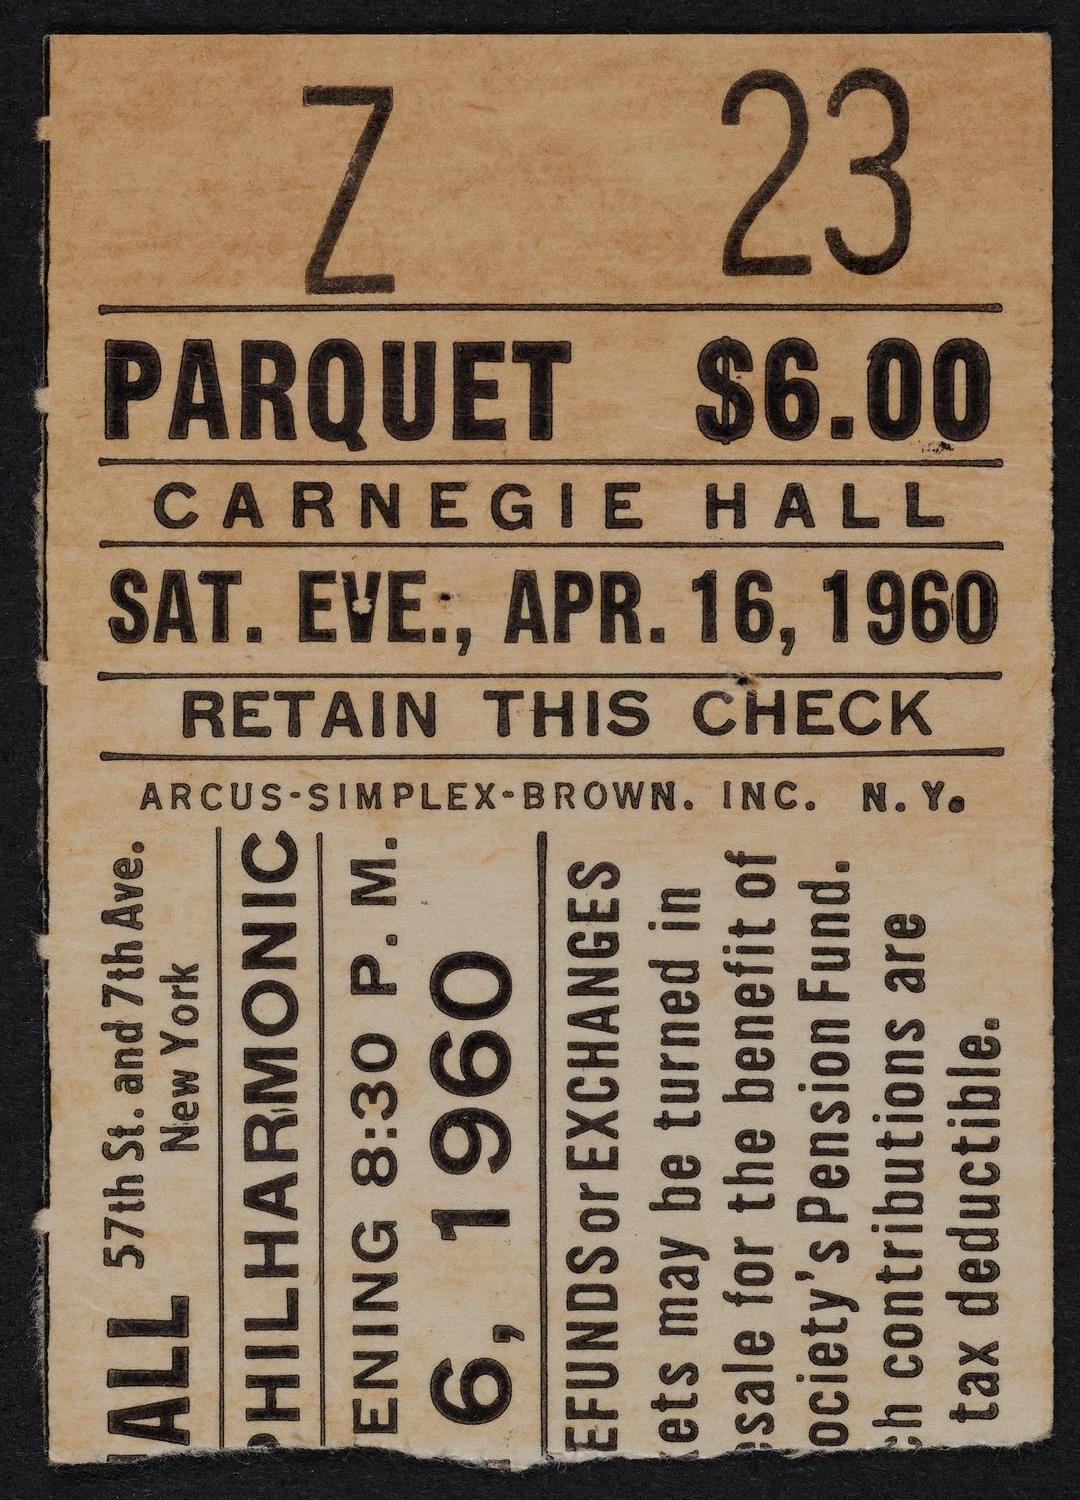 Z 23
PARQUET $6.00
CARNEGIE HALL
SAT. EVE., APR. 16, 1960
RETAIN THIS CHECK
ARCUS-SIMPLEX-BROWN. INC. N.Y.
ALL 57th St. and 7th Ave.
New York
PHILHARMONIC
ENING 8:30 P. M.
6, 1960
EFUNDS or EXCHANGES
ets may be turned in
sale for the benefit of
ociety's Pension Fund.
h contributions are
tax deductible.